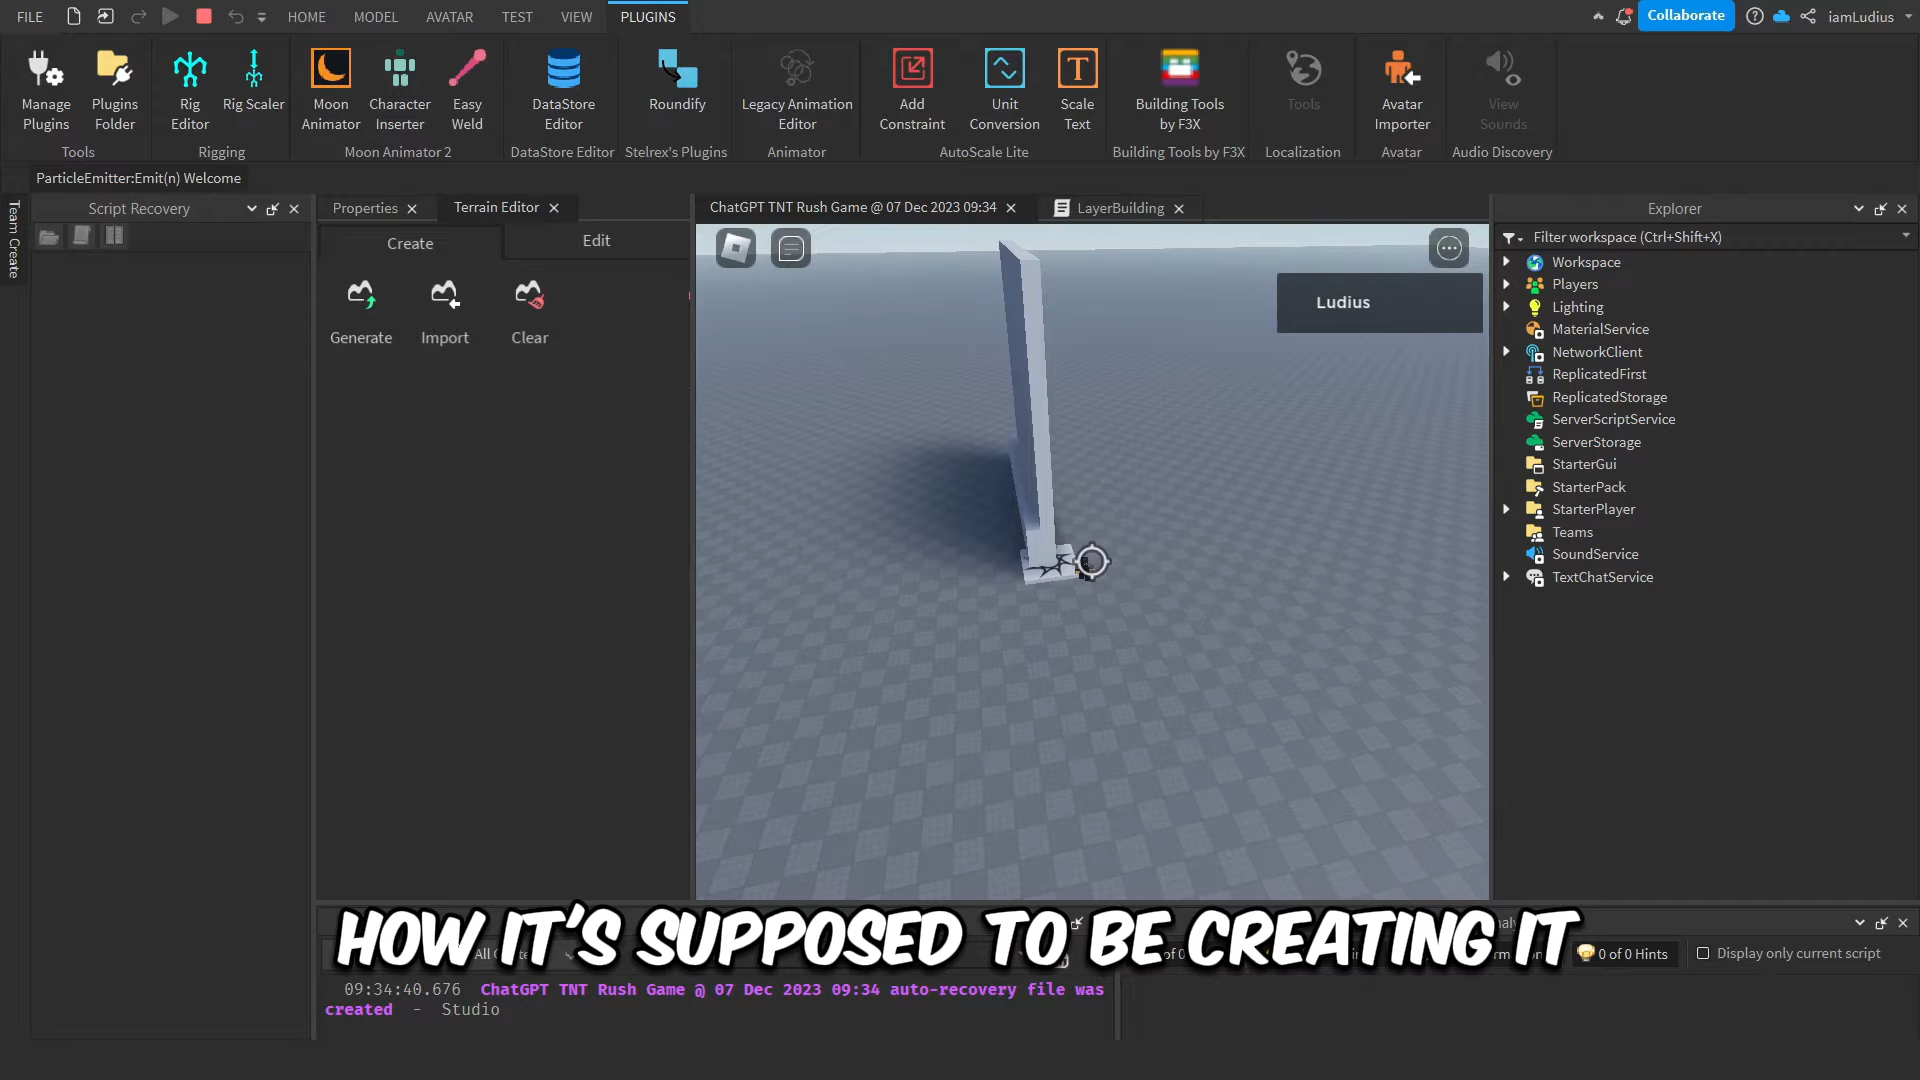 FILE HOME MODEL AVATAR TEST VIEW PLUGINS Collaborate iamLudius
Manage Plugins
Plugins Folder
Rig Editor
Rig Scaler
Moon Animator
Character Inserter
Easy Weld
DataStore Editor
Roundify
Legacy Animation Editor
Add Constraint
Unit Conversion
Scale Text
Building Tools by F3X
Tools
Avatar Importer
View Sounds
Tools Rigging Moon Animator 2 DataStore Editor Stelrex's Plugins Animator AutoScale Lite Building Tools by F3X Localization Avatar Audio Discovery
ParticleEmitter:Emit(n) Welcome
Team Create
Script Recovery
Properties Terrain Editor
Create Edit
Generate Import Clear
ChatGPT TNT Rush Game @ 07 Dec 2023 09:34 LayerBuilding
Ludius
Explorer
Filter workspace (Ctrl+Shift+X)
Workspace
Players
Lighting
MaterialService
NetworkClient
ReplicatedFirst
ReplicatedStorage
ServerScriptService
ServerStorage
StarterGui
StarterPack
StarterPlayer
Teams
SoundService
TextChatService
HOW IT'S SUPPOSED TO BE CREATING IT
0 of 0 Hints Display only current script
09:34:40.676 ChatGPT TNT Rush Game @ 07 Dec 2023 09:34 auto-recovery file was
created - Studio